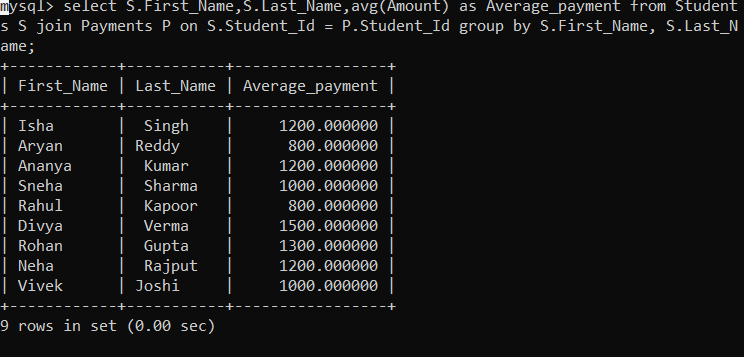 mysql> select S.First_Name,S.Last_Name,avg(Amount) as Average_payment from Student
s S join Payments P on S.Student_Id = P.Student_Id group by S.First_Name, S.Last_N
ame;
+------------+-----------+-----------------+
| First_Name | Last_Name | Average_payment |
+------------+-----------+-----------------+
| Isha       |  Singh    |     1200.000000 |
| Aryan      | Reddy     |      800.000000 |
| Ananya     |  Kumar    |     1200.000000 |
| Sneha      |  Sharma   |     1000.000000 |
| Rahul      |  Kapoor   |      800.000000 |
| Divya      |  Verma    |     1500.000000 |
| Rohan      |  Gupta    |     1300.000000 |
| Neha       |  Rajput   |     1200.000000 |
| Vivek      | Joshi     |     1000.000000 |
+------------+-----------+-----------------+
9 rows in set (0.00 sec)